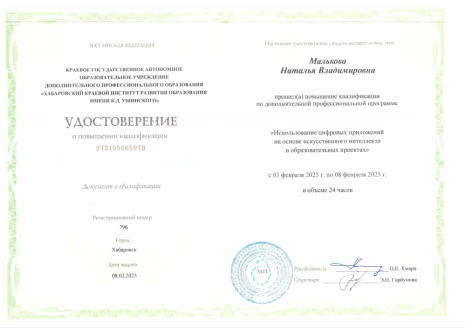 РОССИЙСКАЯ ФЕДЕРАЦИЯ
КРАЕВОЕ ГОСУДАРСТВЕННОЕ АВТОНОМНОЕ
ОБРАЗОВАТЕЛЬНОЕ УЧРЕЖДЕНИЕ
ДОПОЛНИТЕЛЬНОГО ПРОФЕССИОНАЛЬНОГО ОБРАЗОВАНИЯ
«ХАБАРОВСКИЙ КРАЕВОЙ ИНСТИТУТ РАЗВИТИЯ ОБРАЗОВАНИЯ
ИМЕНИ К.Д. УШИНСКОГО»
УДОСТОВЕРЕНИЕ
о повышении квалификации
273105065970
Документ о квалификации
Регистрационный номер
796
Город
Хабаровск
Дата выдачи
08.02.2025
Настоящее удостоверение свидетельствует о том, что
Малькова
Наталья Владимировна
прошел(а) повышение квалификации
по дополнительной профессиональной программе
«Использование цифровых приложений
на основе искусственного интеллекта
в образовательных проектах»
с 03 февраля 2025 г. по 08 февраля 2025 г.
в объеме 24 часов
М.П.
Руководитель О.Е. Хмара
Секретарь Э.Н. Горбунова